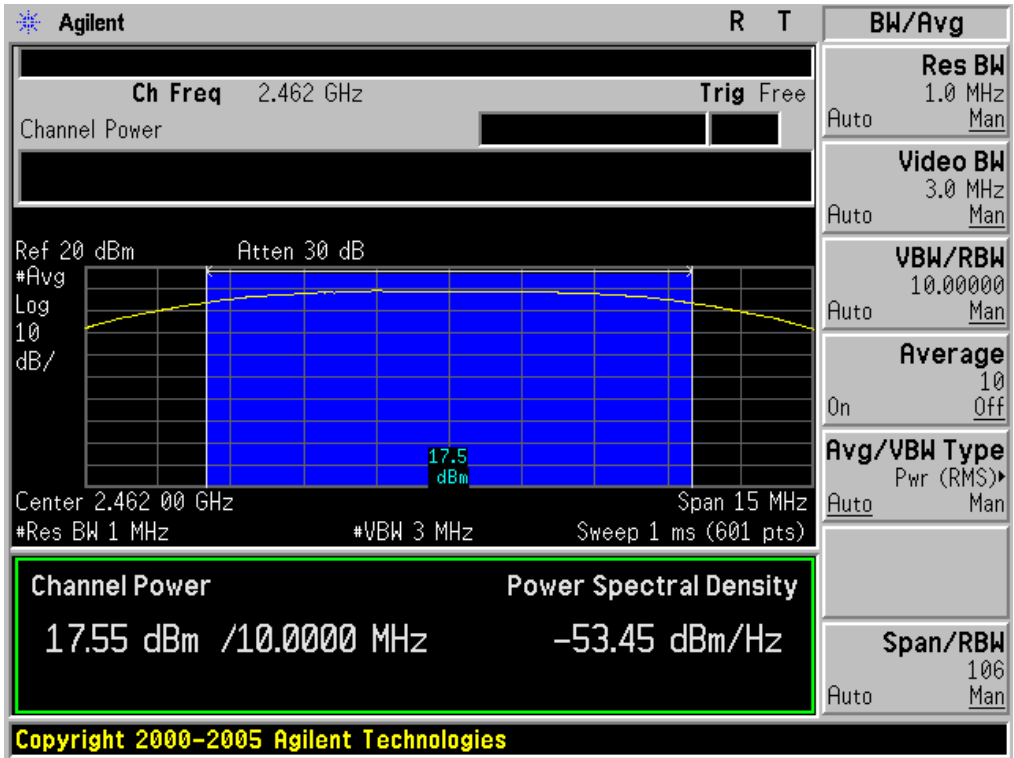 Agilent R T
BW/Avg
Ch Freq 2.462 GHz Trig Free
Channel Power
Res BW
1.0 MHz
Auto Man
Video BW
3.0 MHz
Auto Man
VBW/RBW
10.00000
Auto Man
Average
10
On Off
Avg/VBW Type
Pwr (RMS)
Auto Man
Span/RBW
106
Auto Man
Ref 20 dBm Atten 30 dB
#Avg
Log
10
dB/
17.5
dBm
Center 2.462 00 GHz Span 15 MHz
#Res BW 1 MHz #VBW 3 MHz Sweep 1 ms (601 pts)
Channel Power Power Spectral Density
17.55 dBm /10.0000 MHz -53.45 dBm/Hz
Copyright 2000-2005 Agilent Technologies